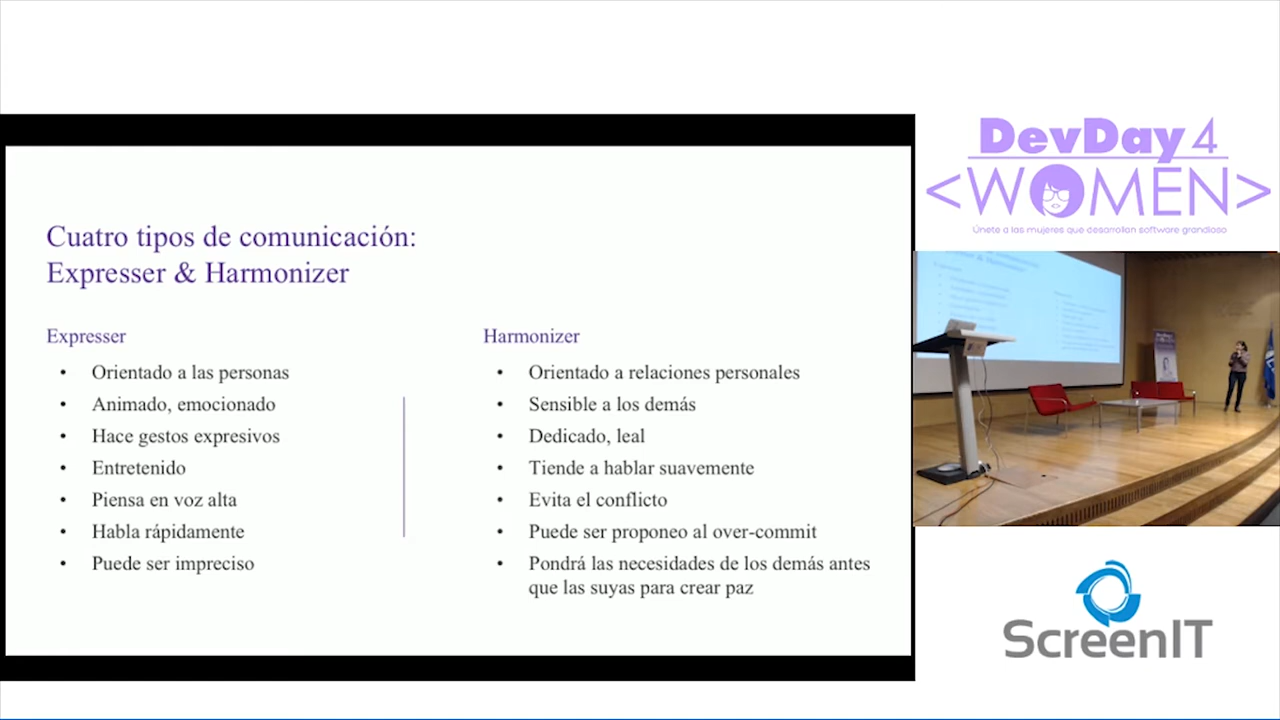 Cuatro tipos de comunicación:
Expresser & Harmonizer
Expresser
• Orientado a las personas
• Animado, emocionado
• Hace gestos expresivos
• Entretenido
• Piensa en voz alta
• Habla rápidamente
• Puede ser impreciso
Harmonizer
• Orientado a relaciones personales
• Sensible a los demás
• Dedicado, leal
• Tiende a hablar suavemente
• Evita el conflicto
• Puede ser proponeo al over-commit
• Pondrá las necesidades de los demás antes
que las suyas para crear paz
DevDay 4
<WOMEN>
Únete a las mujeres que desarrollan software grandioso
ScreenIT